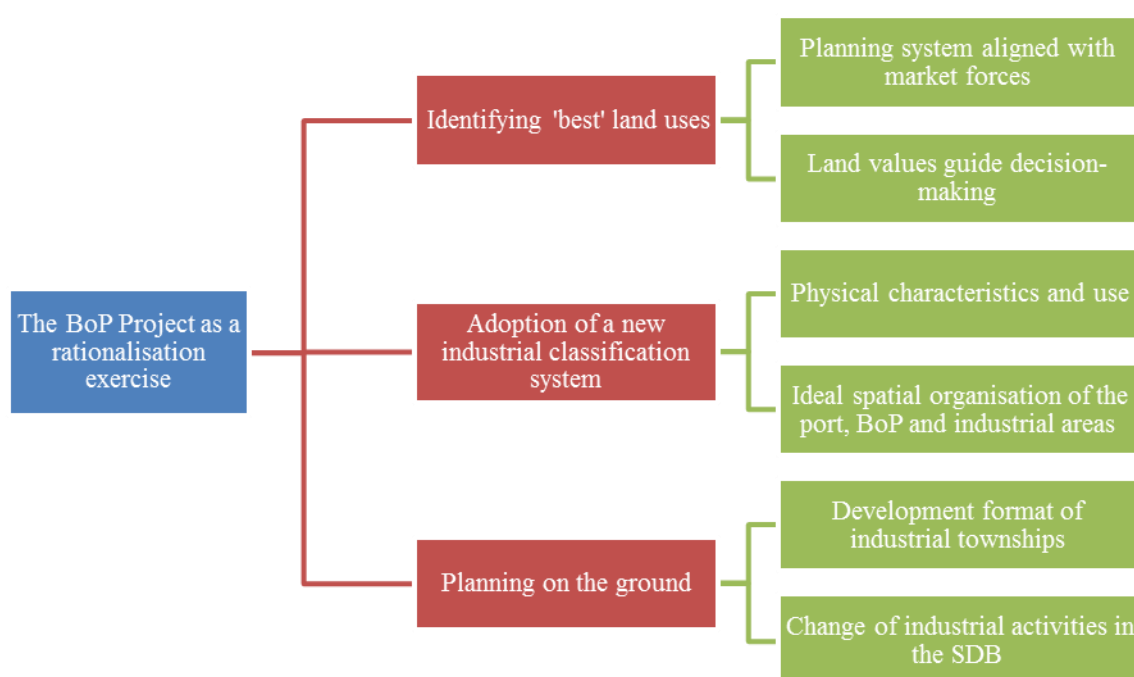 The BoP Project as a
rationalisation
exercise
Identifying 'best' land uses
Planning system aligned with
market forces
Land values guide decision-
making
Adoption of a new
industrial classification
system
Physical characteristics and use
Ideal spatial organisation of the
port, BoP and industrial areas
Planning on the ground
Development format of
industrial townships
Change of industrial activities in
the SDB